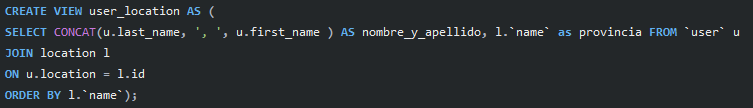 CREATE VIEW user_location AS (
SELECT CONCAT(u.last_name, ', ', u.first_name ) AS nombre_y_apellido, l.`name` as provincia FROM `user` u
JOIN location l
ON u.location = l.id
ORDER BY l.`name`);